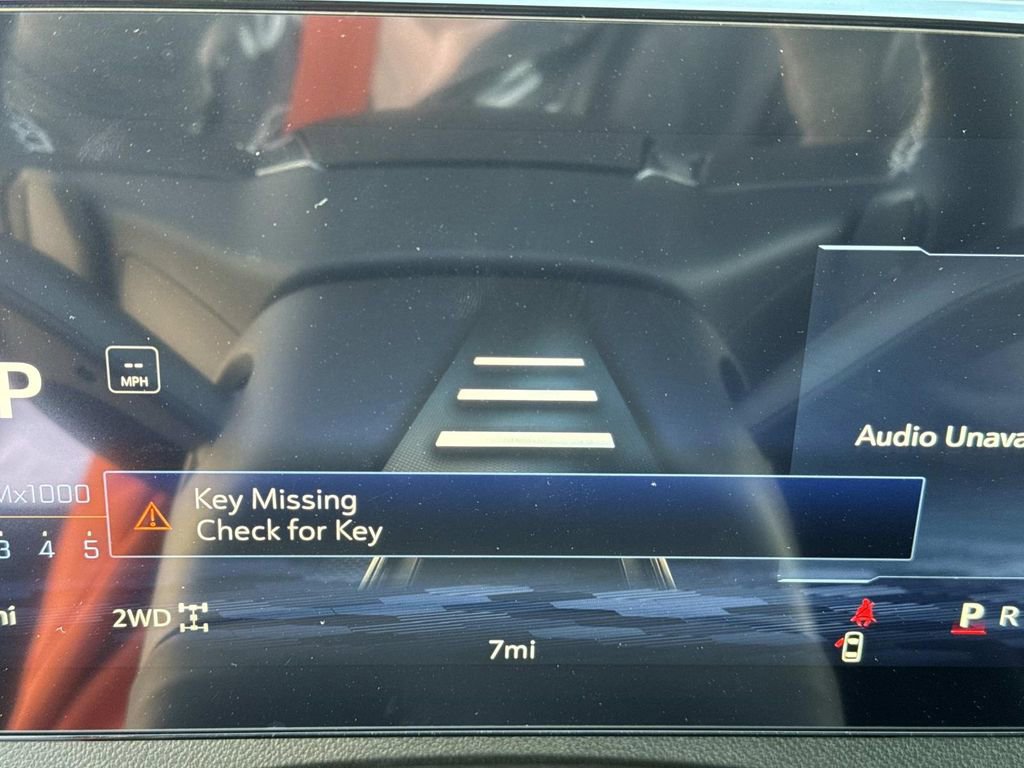 P
--
MPH
Audio Unava
Mx1000
Key Missing
Check for Key
3 4 5
mi
2WD
P R
7mi